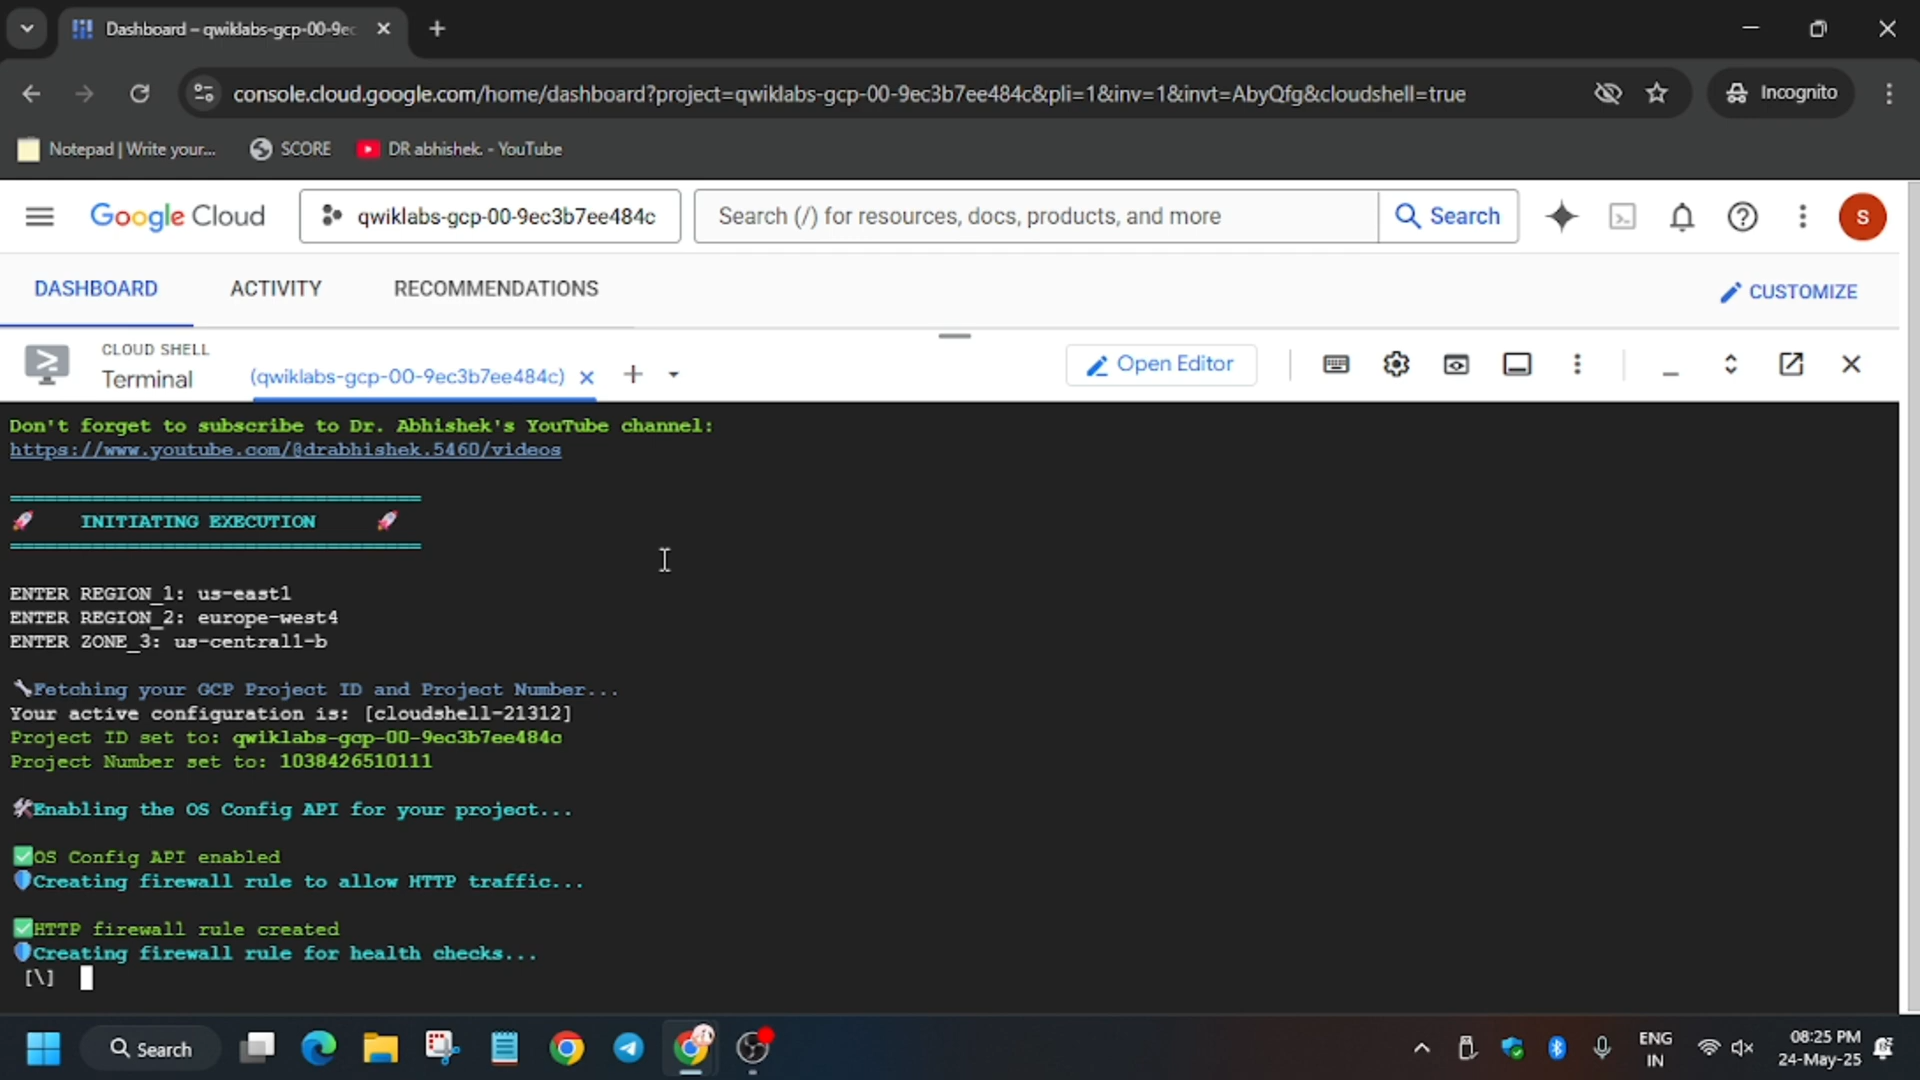 Dashboard – qwiklabs-gcp-00-9ec
console.cloud.google.com/home/dashboard?project=qwiklabs-gcp-00-9ec3b7ee484c&pli=1&inv=1&invt=AbyQfg&cloudshell=true
Incognito
Notepad | Write your...
SCORE
DR abhishek. - YouTube
Google Cloud
qwiklabs-gcp-00-9ec3b7ee484c
Search (/) for resources, docs, products, and more
Search
S
DASHBOARD
ACTIVITY
RECOMMENDATIONS
CUSTOMIZE
CLOUD SHELL
Terminal
(qwiklabs-gcp-00-9ec3b7ee484c)
Open Editor
Don't forget to subscribe to Dr. Abhishek's YouTube channel:
https://www.youtube.com/@drabhishek.5460/videos
===================================
🚀 INITIATING EXECUTION 🚀
===================================
ENTER REGION_1: us-east1
ENTER REGION_2: europe-west4
ENTER ZONE_3: us-central1-b
🔧Fetching your GCP Project ID and Project Number...
Your active configuration is: [cloudshell-21312]
Project ID set to: qwiklabs-gcp-00-9ec3b7ee484c
Project Number set to: 1038426510111
🛠Enabling the OS Config API for your project...
✅OS Config API enabled
🛡Creating firewall rule to allow HTTP traffic...
✅HTTP firewall rule created
🛡Creating firewall rule for health checks...
[\]
Search
ENG
IN
08:25 PM
24-May-25